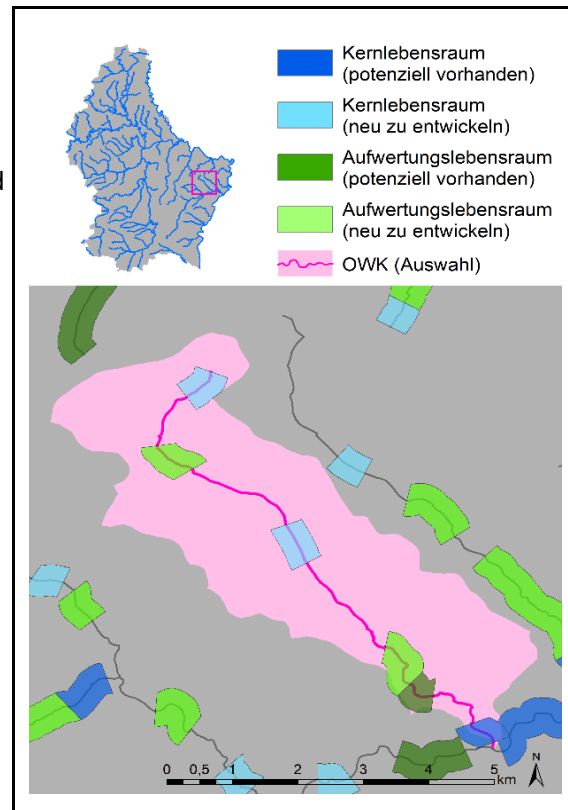 Kernlebensraum
(potenziell vorhanden)
Kernlebensraum
(neu zu entwickeln)
Aufwertungslebensraum
(potenziell vorhanden)
Aufwertungslebensraum
(neu zu entwickeln)
OWK (Auswahl)
d
0 0,5 1 2 3 4 5
km
N